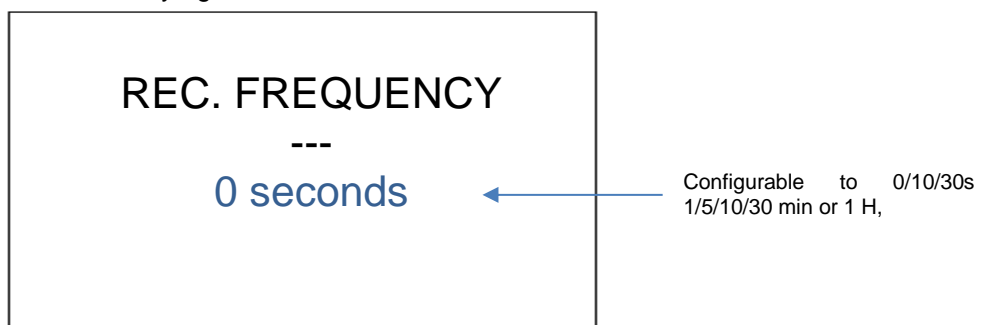 REC. FREQUENCY
---
0 seconds
Configurable to 0/10/30s
1/5/10/30 min or 1 H,